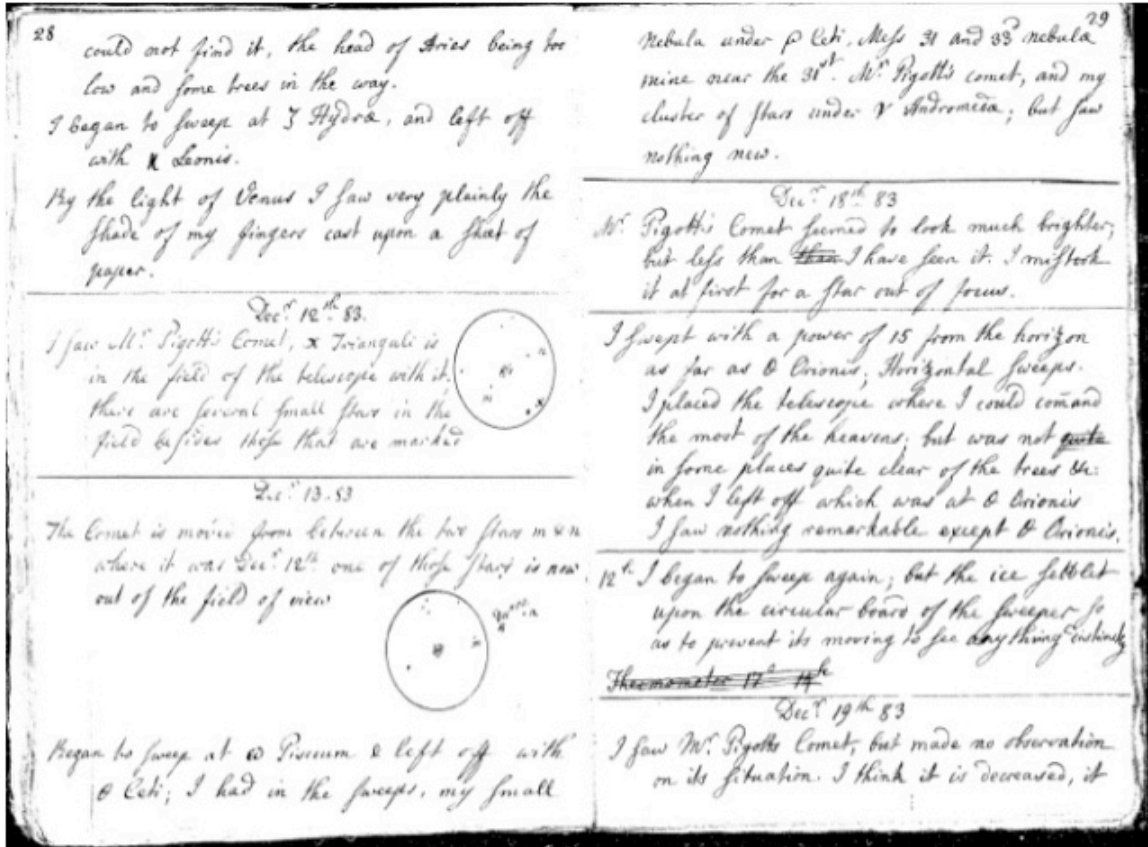 28
could not find it, the head of Aries being too
low and some trees in the way.
I began to sweep at ζ Hydræ, and left off
with χ Leonis.
By the light of Venus I saw very plainly the
shade of my fingers cast upon a sheet of
paper.
Decr 12th 83.
I saw Mr Pigott's Comet, x Trianguli is
in the field of the telescope with it.
there are several small stars in the
field besides those that are marked
n
m
x
Decr 13. 83
The Comet is moved from between the two stars m & n
where it was Decr 12th one of those stars is now
out of the field of view
n
Began to sweep at ω Piscium & left off with
θ Ceti; I had in the sweeps, my small
29
Nebula under β Ceti, Mess 31 and 33d nebula
mine near the 31st. Mr Pigott's comet, and my
cluster of stars under γ Andromeda; but saw
nothing new.
Decr 18th 83
Mr Pigott's Comet seemed to look much brighter,
but less than than I have seen it. I mistook
it at first for a star out of focus.
I swept with a power of 15 from the horizon
as far as θ Orionis; Horizontal sweeps.
I placed the telescope where I could com̄and
the most of the heavens; but was not quite
in some places quite clear of the trees &c:
when I left off which was at θ Orionis
I saw nothing remarkable except θ Orionis.
12h I began to sweep again; but the ice settled
upon the circular board of the sweeper so
as to prevent its moving to see anything distinctly
Thermometer 17°
Decr 19th 83
I saw Mr Pigotts Comet, but made no observation
on its situation. I think it is decreased, it